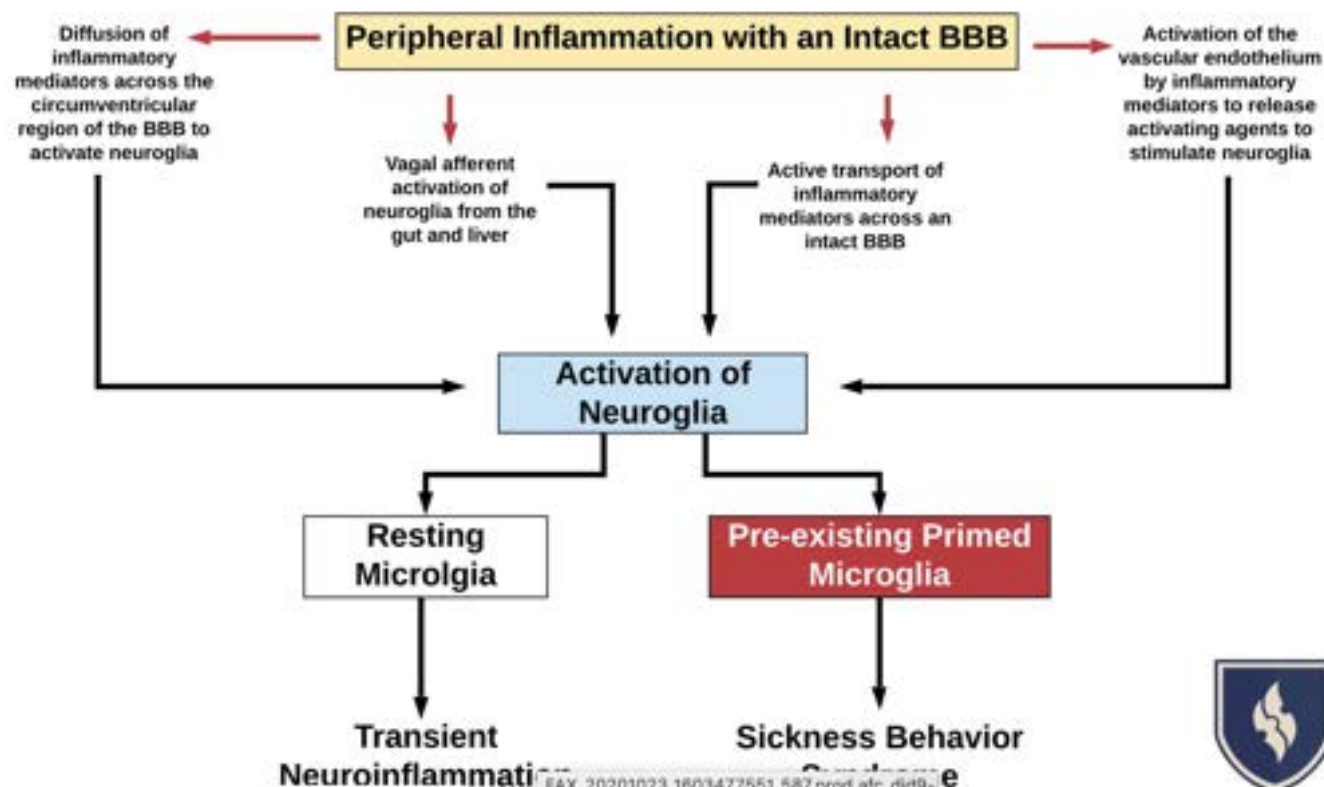 Peripheral Inflammation with an Intact BBB
Diffusion of
inflammatory
mediators across the
circumventricular
region of the BBB to
activate neuroglia
Vagal afferent
activation of
neuroglia from the
gut and liver
Active transport of
inflammatory
mediators across an
intact BBB
Activation of the
vascular endothelium
by inflammatory
mediators to release
activating agents to
stimulate neuroglia
Activation of
Neuroglia
Resting
Microlgia
Pre-existing Primed
Microglia
Transient
Neuroinflammation
Sickness Behavior
Syndrome